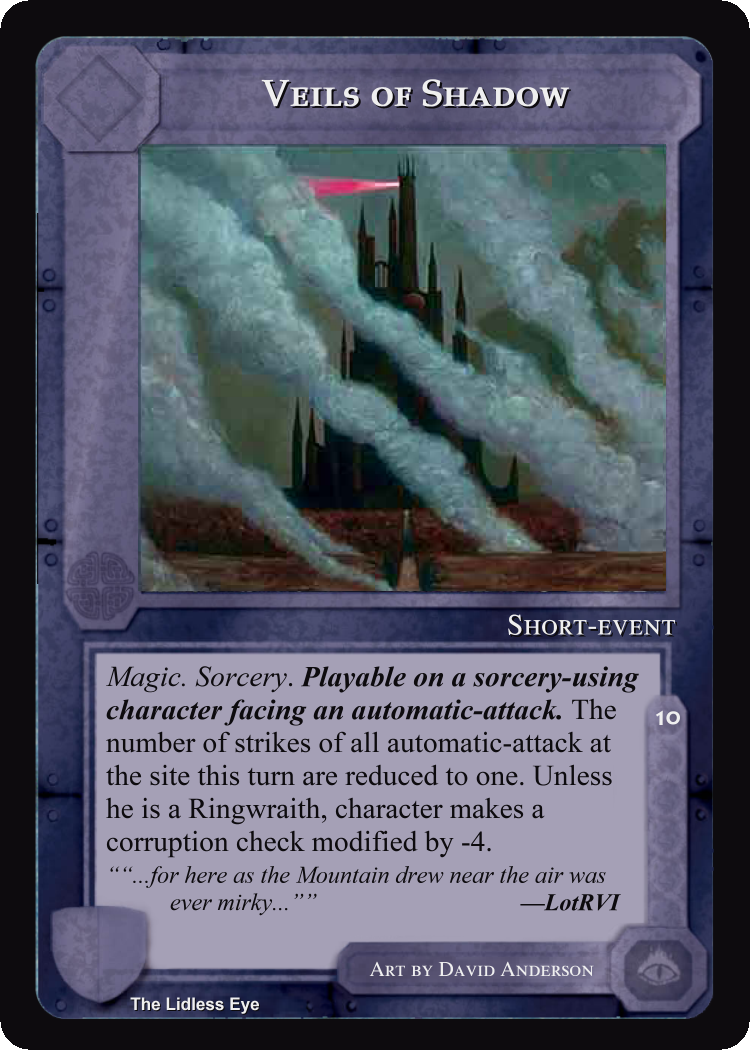 Veils of Shadow
Short-event
Magic. Sorcery. Playable on a sorcery-using
character facing an automatic-attack. The
number of strikes of all automatic-attack at
the site this turn are reduced to one. Unless
he is a Ringwraith, character makes a
corruption check modified by -4.
10
““...for here as the Mountain drew near the air was
ever mirky...”” —LotRVI
Art by David Anderson
The Lidless Eye